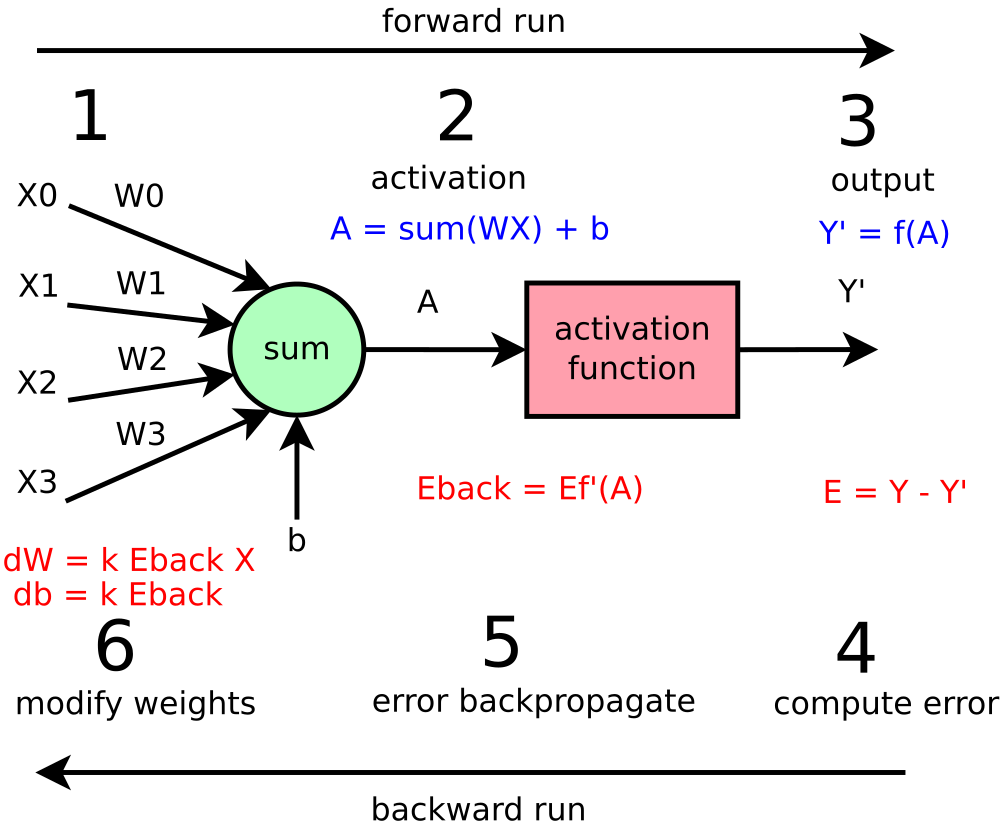 forward run
1
2
3
activation
output
A = sum(WX) + b
Y' = f(A)
X0
W0
X1
W1
X2
W2
X3
W3
sum
A
activation
function
Y'
b
Eback = Ef'(A)
E = Y - Y'
dW = k Eback X
db = k Eback
6
5
4
modify weights
error backpropagate
compute error
backward run